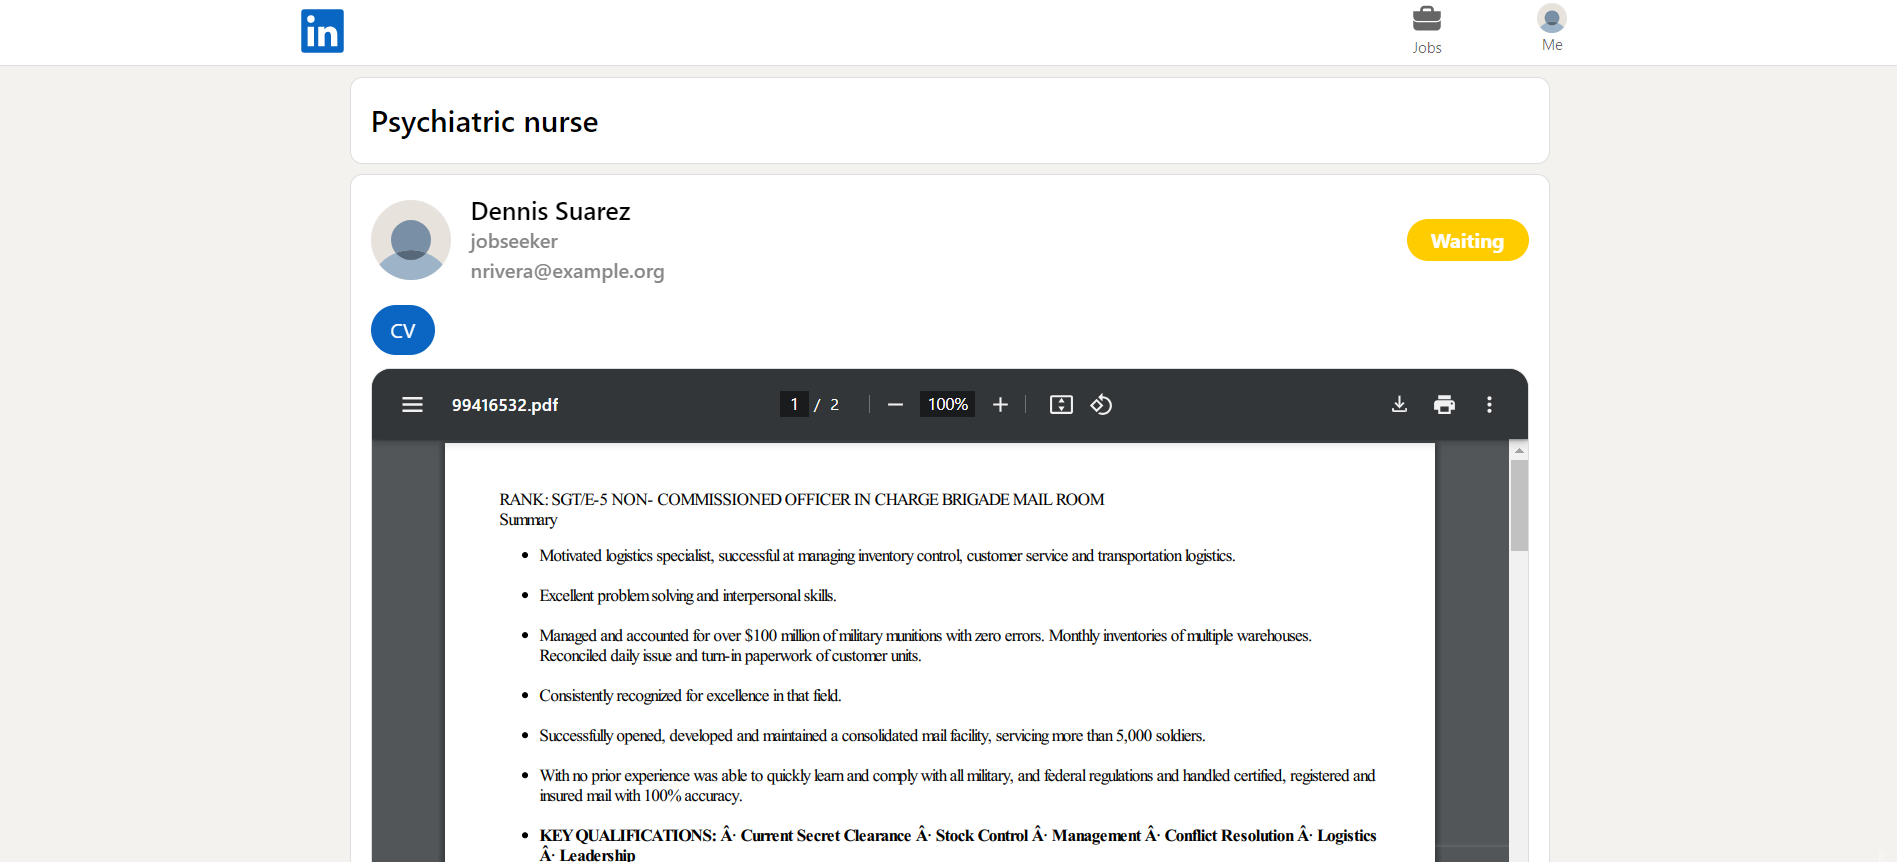 in
Jobs
Me
Psychiatric nurse
Dennis Suarez
jobseeker
nrivera@example.org
Waiting
CV
99416532.pdf
1 / 2
100%
RANK: SGT/E-5 NON- COMMISSIONED OFFICER IN CHARGE BRIGADE MAIL ROOM
Summary
Motivated logistics specialist, successful at managing inventory control, customer service and transportation logistics.
Excellent problem solving and interpersonal skills.
Managed and accounted for over $100 million of military munitions with zero errors. Monthly inventories of multiple warehouses.
Reconciled daily issue and turn-in paperwork of customer units.
Consistently recognized for excellence in that field.
Successfully opened, developed and maintained a consolidated mail facility, servicing more than 5,000 soldiers.
With no prior experience was able to quickly learn and comply with all military, and federal regulations and handled certified, registered and
insured mail with 100% accuracy.
KEY QUALIFICATIONS: Â· Current Secret Clearance Â· Stock Control Â· Management Â· Conflict Resolution Â· Logistics
Â· Leadership